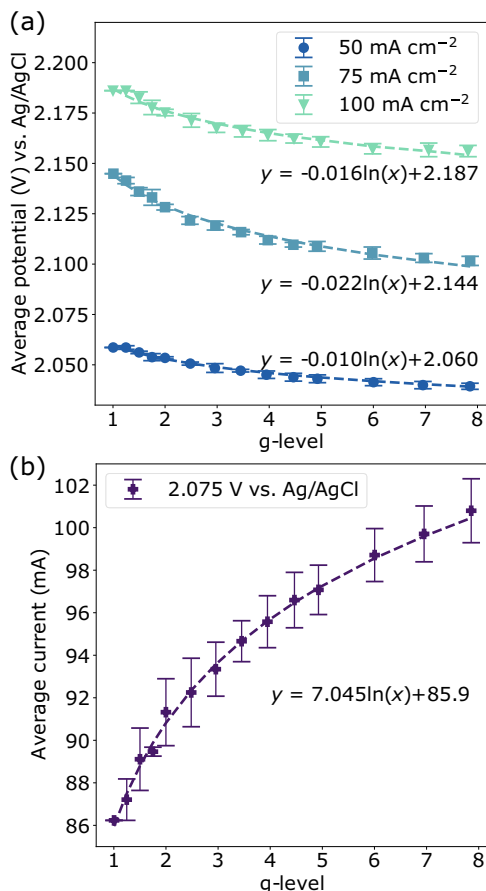 (a)
50 mA cm⁻²
75 mA cm⁻²
100 mA cm⁻²
2.200
2.175
2.150
2.125
2.100
2.075
2.050
Average potential (V) vs. Ag/AgCl
y = -0.016ln(x)+2.187
y = -0.022ln(x)+2.144
y = -0.010ln(x)+2.060
1 2 3 4 5 6 7 8
g-level
(b)
2.075 V vs. Ag/AgCl
102
100
98
96
94
92
90
88
86
Average current (mA)
y = 7.045ln(x)+85.9
1 2 3 4 5 6 7 8
g-level